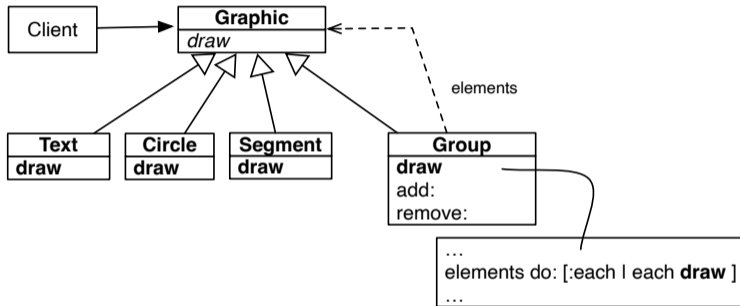 Client
Graphic
draw
elements
Text
draw
Circle
draw
Segment
draw
Group
draw
add:
remove:
...
elements do: [:each | each draw ]
...